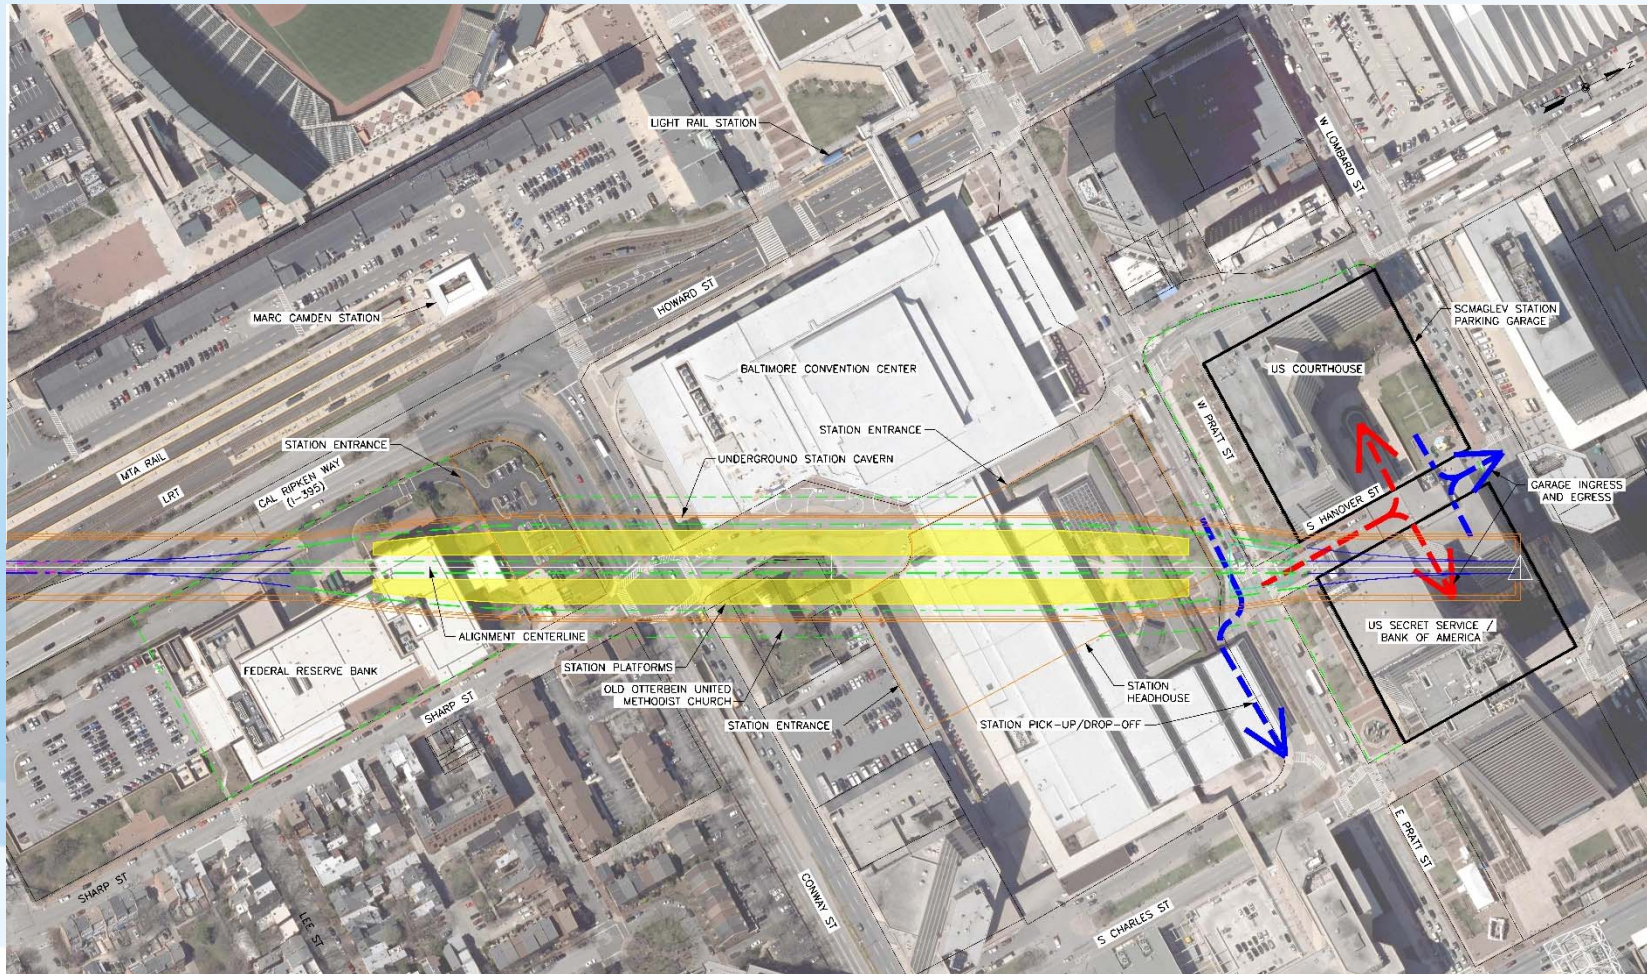 LIGHT RAIL STATION
W LOMBARD ST
N
MARC CAMDEN STATION
HOWARD ST
SCMAGLEV STATION
PARKING GARAGE
BALTIMORE CONVENTION CENTER
US COURTHOUSE
W PRATT ST
STATION ENTRANCE
STATION ENTRANCE
UNDERGROUND STATION CAVERN
MTA RAIL
LRT
CAL RIPKEN WAY
(I-395)
GARAGE INGRESS
AND EGRESS
S HANOVER ST
ALIGNMENT CENTERLINE
US SECRET SERVICE /
BANK OF AMERICA
FEDERAL RESERVE BANK
STATION PLATFORMS
OLD OTTERBEIN UNITED
METHODIST CHURCH
STATION
HEADHOUSE
SHARP ST
STATION ENTRANCE
STATION PICK-UP/DROP-OFF
E PRATT ST
SHARP ST
LEE ST
CONWAY ST
S CHARLES ST